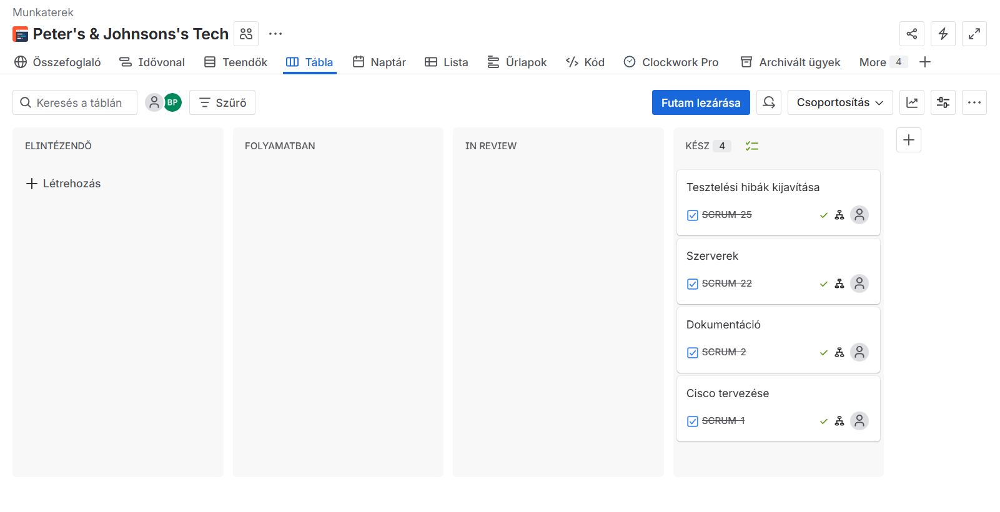 Munkaterek
Peter's & Johnsons's Tech
Összefoglaló Idővonal Teendők Tábla Naptár Lista Űrlapok Kód Clockwork Pro Archivált ügyek More 4
Keresés a táblán BP Szűrő Futam lezárása Csoportosítás
ELINTÉZENDŐ FOLYAMATBAN IN REVIEW KÉSZ 4
Létrehozás
Tesztelési hibák kijavítása
SCRUM-25
Szerverek
SCRUM-22
Dokumentáció
SCRUM-2
Cisco tervezése
SCRUM-1